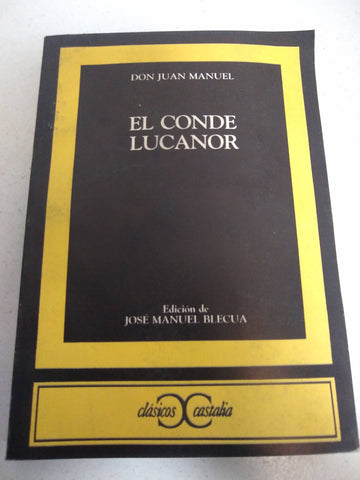 DON JUAN MANUEL
EL CONDE
LUCANOR
Edición de
JOSÉ MANUEL BLECUA
clásicos castalia